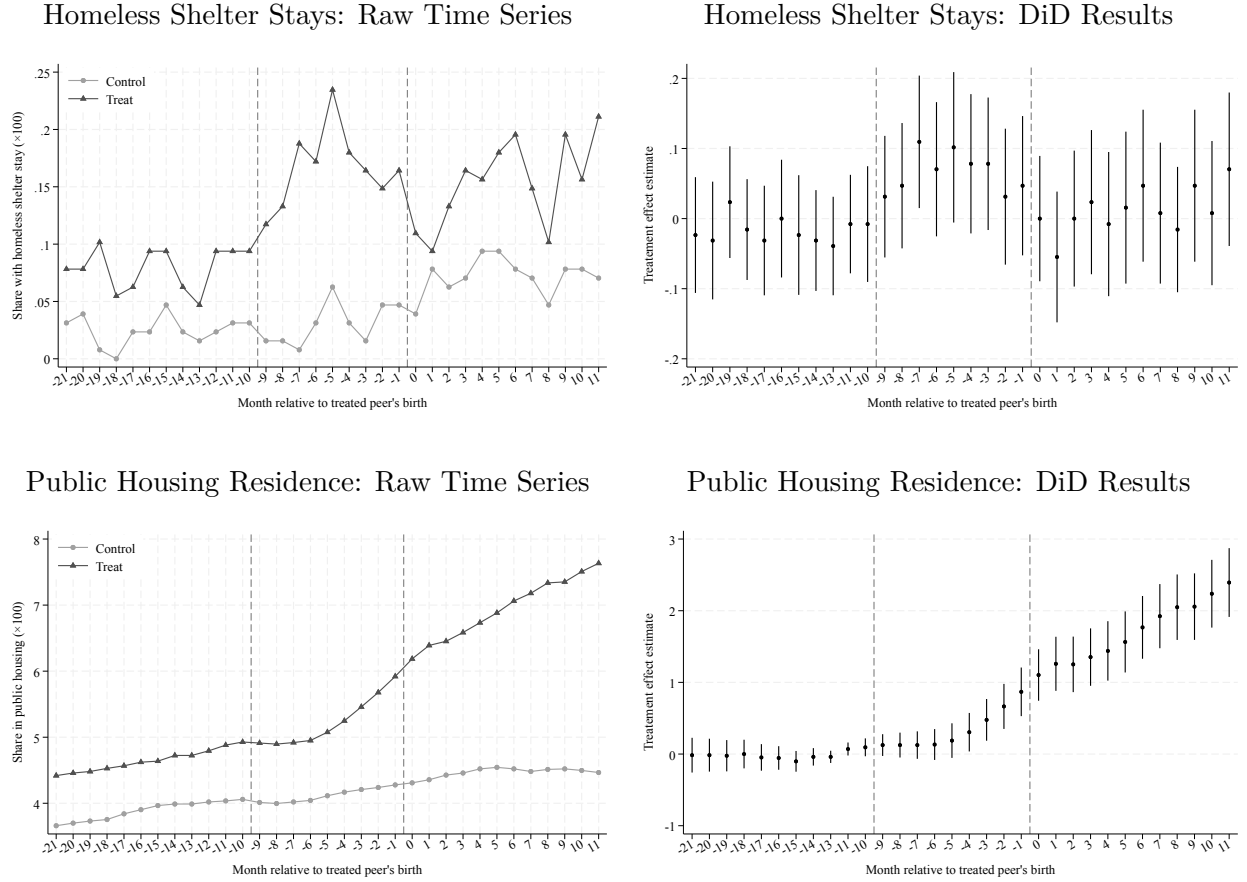 Homeless Shelter Stays: Raw Time Series
.25
.2
.15
.1
.05
0
Share with homeless shelter stay (×100)
Control
Treat
-21 -20 -19 -18 -17 -16 -15 -14 -13 -12 -11 -10 -9 -8 -7 -6 -5 -4 -3 -2 -1 0 1 2 3 4 5 6 7 8 9 10 11
Month relative to treated peer's birth
Homeless Shelter Stays: DiD Results
.2
.1
0
-.1
-.2
Treatement effect estimate
-21 -20 -19 -18 -17 -16 -15 -14 -13 -11 -10 -9 -8 -7 -6 -5 -4 -3 -2 -1 0 1 2 3 4 5 6 7 8 9 10 11
Month relative to treated peer's birth
Public Housing Residence: Raw Time Series
8
7
6
5
4
Share in public housing (×100)
Control
Treat
-21 -20 -19 -18 -17 -16 -15 -14 -13 -12 -11 -10 -9 -8 -7 -6 -5 -4 -3 -2 -1 0 1 2 3 4 5 6 7 8 9 10 11
Month relative to treated peer's birth
Public Housing Residence: DiD Results
3
2
1
0
-1
Treatement effect estimate
-21 -20 -19 -18 -17 -16 -15 -14 -13 -11 -10 -9 -8 -7 -6 -5 -4 -3 -2 -1 0 1 2 3 4 5 6 7 8 9 10 11
Month relative to treated peer's birth